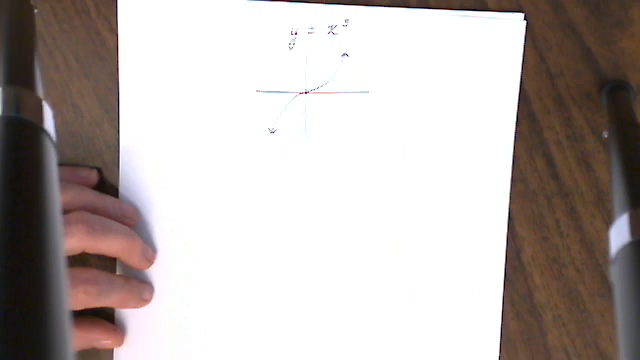 y = x³